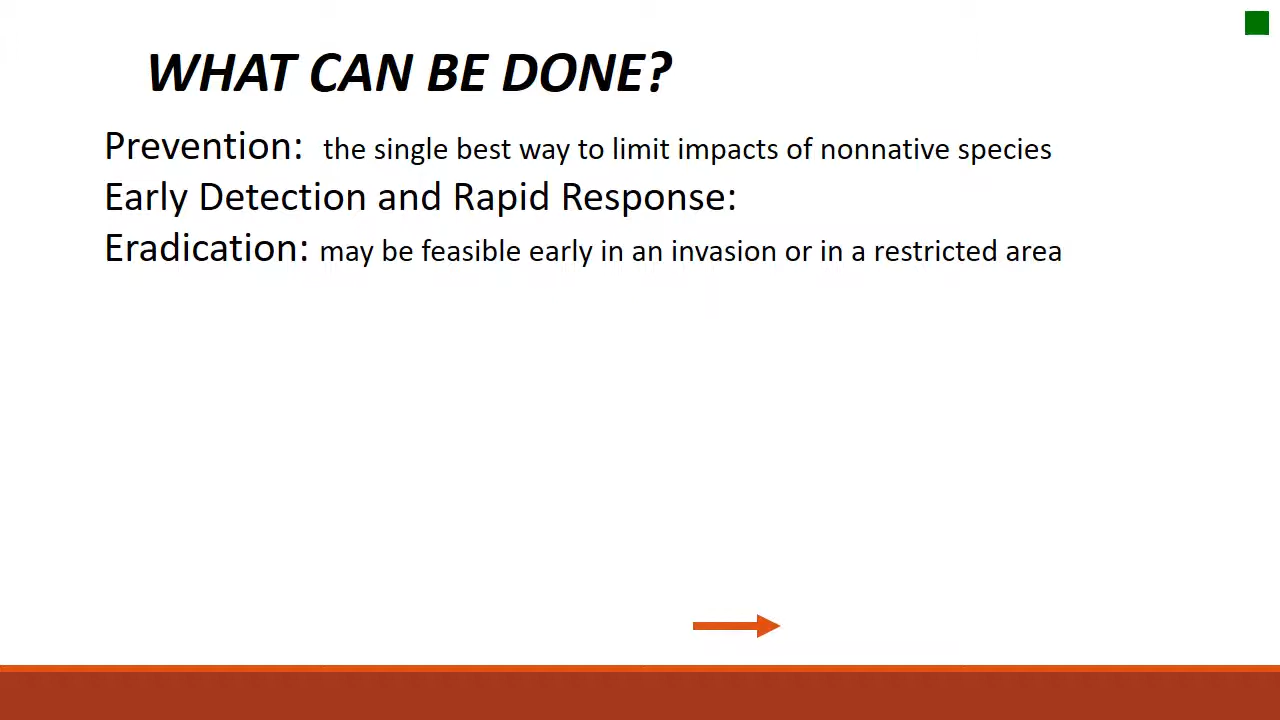 WHAT CAN BE DONE?
Prevention: the single best way to limit impacts of nonnative species
Early Detection and Rapid Response:
Eradication: may be feasible early in an invasion or in a restricted area